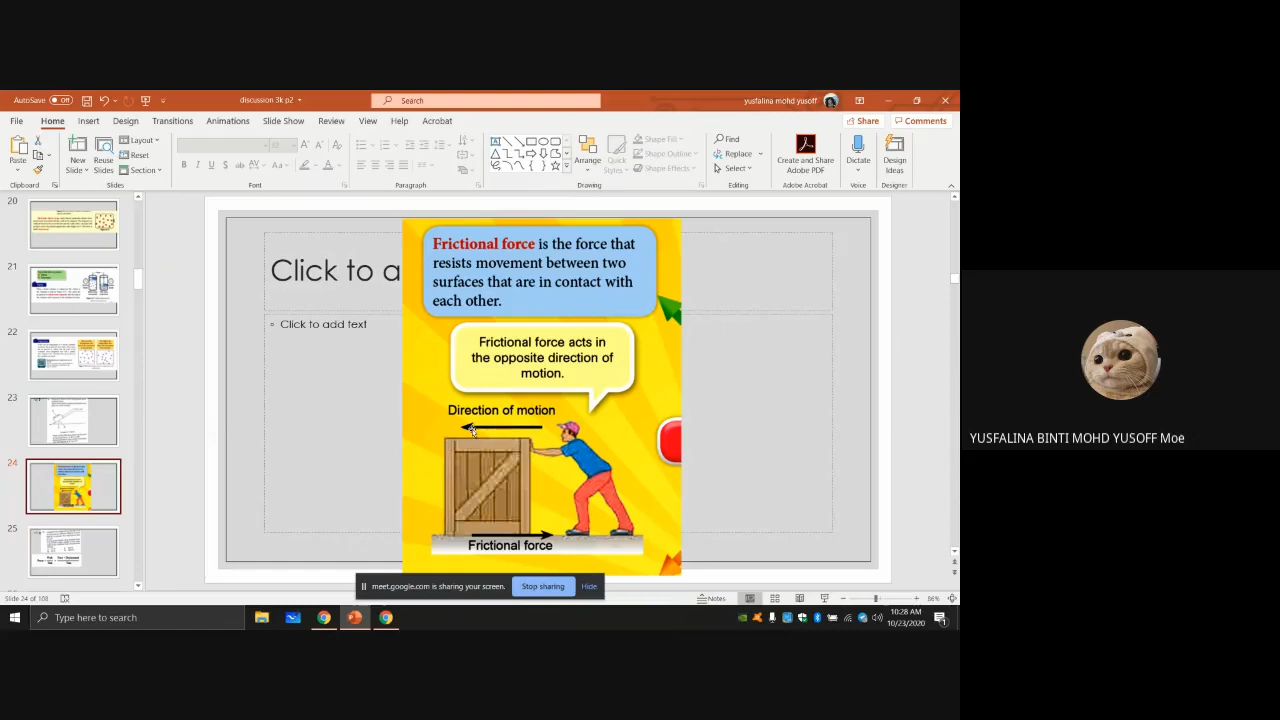 AutoSave Off
discussion 3k p2
Search
yusfalina mohd yusoff
File Home Insert Design Transitions Animations Slide Show Review View Help Acrobat
Share Comments
Paste
New Slide
Reuse Slides
Layout
Reset
Section
Arrange
Quick Styles
Shape Fill
Shape Outline
Shape Effects
Find
Replace
Select
Create and Share Adobe PDF
Dictate
Design Ideas
Clipboard Slides Font Paragraph Drawing Editing Adobe Acrobat Voice Designer
20
21
22
23
24
25
Click to a
Click to add text
Frictional force is the force that
resists movement between two
surfaces that are in contact with
each other.
Frictional force acts in
the opposite direction of
motion.
Direction of motion
Frictional force
meet.google.com is sharing your screen. Stop sharing Hide
Slide 24 of 108
Notes
86%
Type here to search
10:28 AM
10/23/2020
YUSFALINA BINTI MOHD YUSOFF Moe